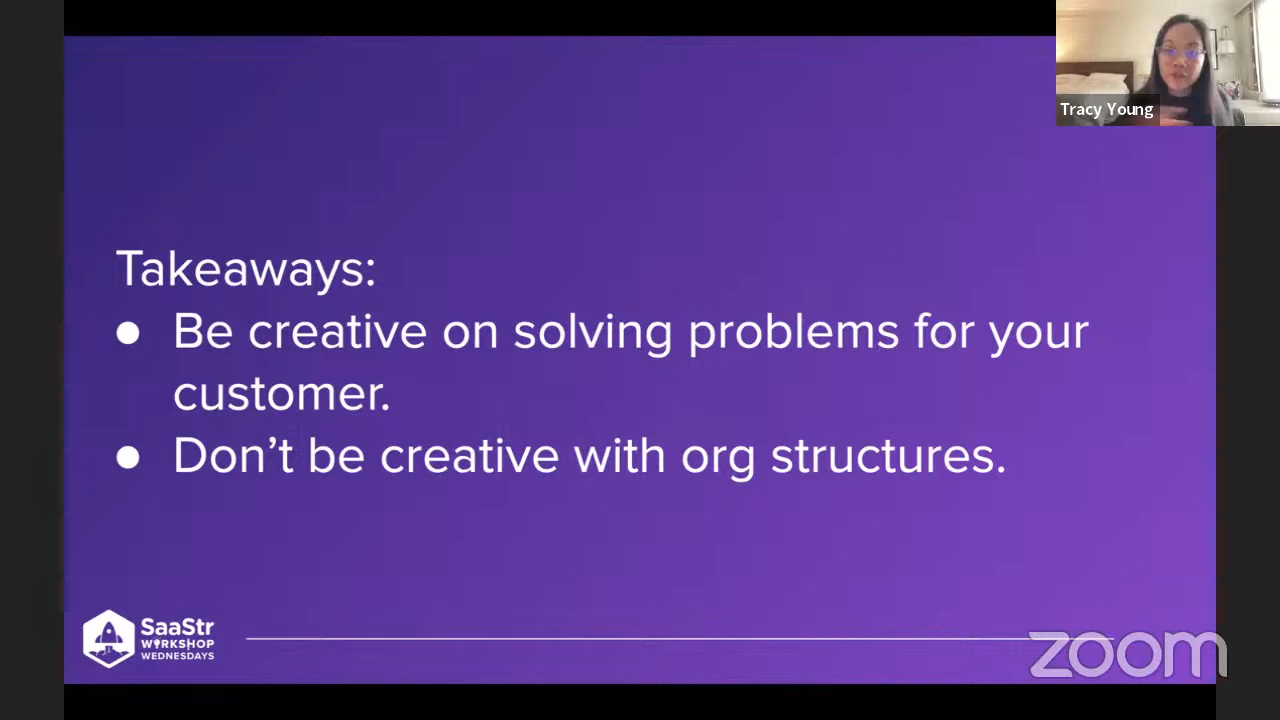 Tracy Young
Takeaways:
● Be creative on solving problems for your
customer.
● Don’t be creative with org structures.
SaaStr
WORKSHOP
WEDNESDAYS
zoom